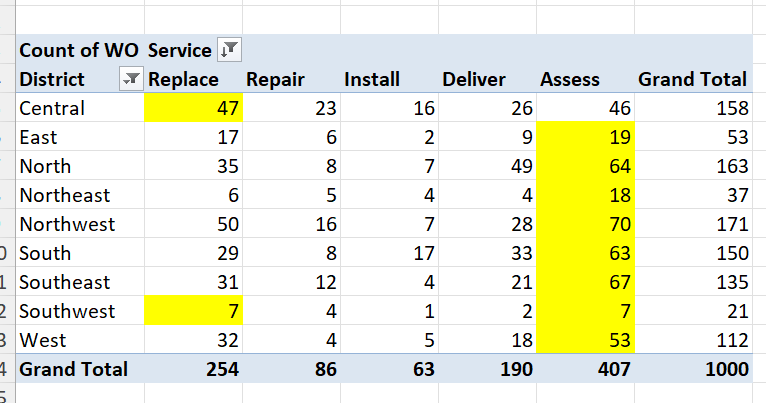 Count of WO Service
District Replace Repair Install Deliver Assess Grand Total
Central 47 23 16 26 46 158
East 17 6 2 9 19 53
North 35 8 7 49 64 163
Northeast 6 5 4 4 18 37
Northwest 50 16 7 28 70 171
South 29 8 17 33 63 150
Southeast 31 12 4 21 67 135
Southwest 7 4 1 2 7 21
West 32 4 5 18 53 112
Grand Total 254 86 63 190 407 1000